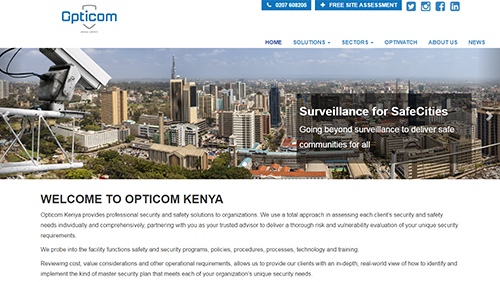 Opticom
0207 608205
FREE SITE ASSESSMENT
HOME SOLUTIONS SECTORS OPTIWATCH ABOUT US NEWS
Surveillance for SafeCities
Going beyond surveillance to deliver safe
communities for all
WELCOME TO OPTICOM KENYA
Opticom Kenya provides professional security and safety solutions to organizations. We use a total approach in assessing each client's security and safety
needs individually and comprehensively, partnering with you as your trusted advisor to deliver a thorough risk and vulnerability evaluation of your unique security
requirements.
We probe into the facility functions safety and security programs, policies, procedures, processes, technology and training.
Reviewing cost, value considerations and other operational requirements, allows us to provide our clients with an in-depth, real-world view of how to identify and
implement the kind of master security plan that meets each of your organization's unique security needs.